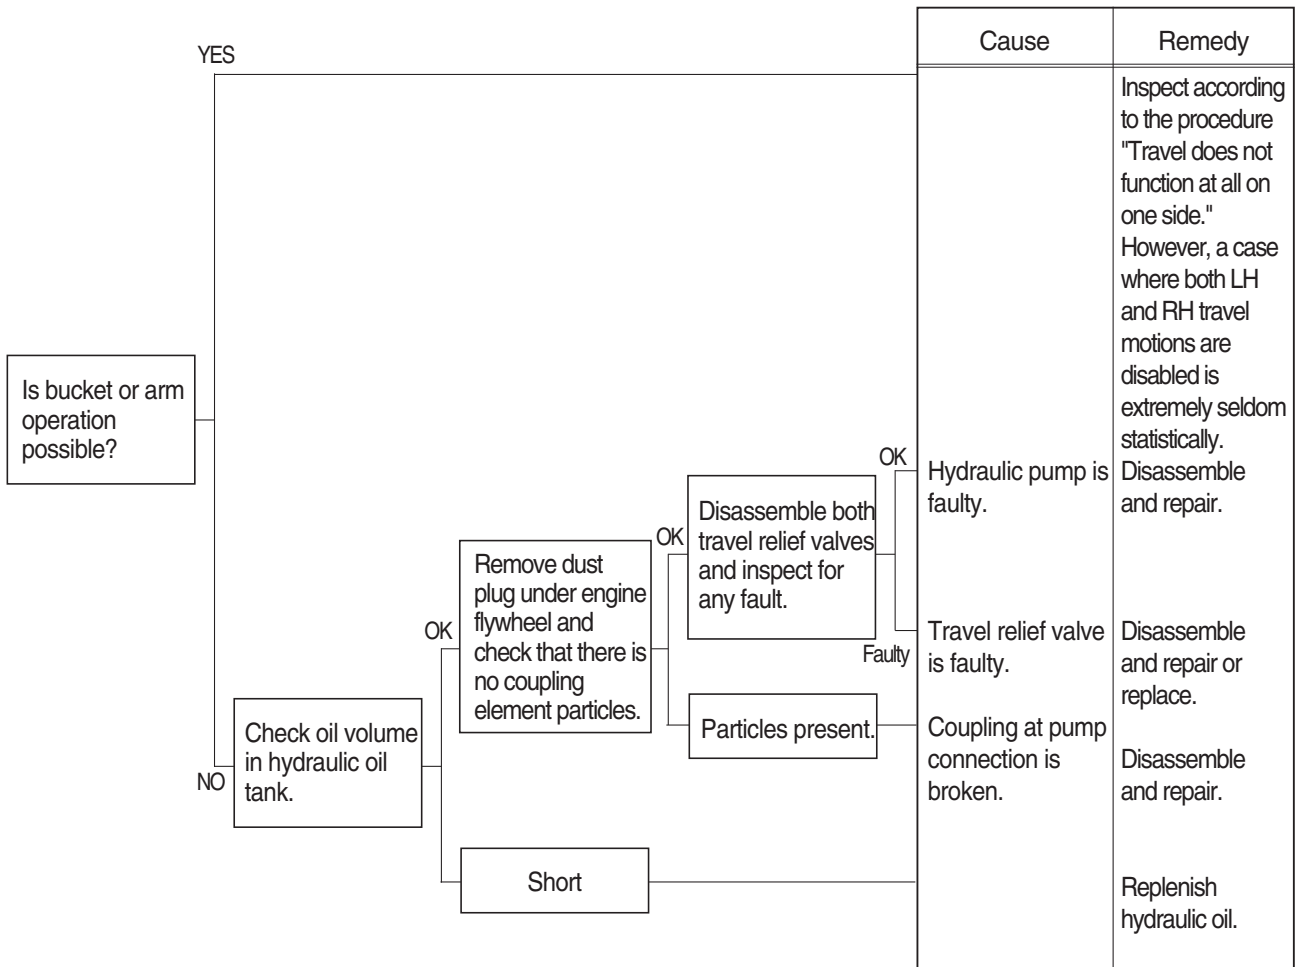 Cause
Remedy
YES
Inspect according
to the procedure
"Travel does not
function at all on
one side."
However, a case
where both LH
and RH travel
motions are
disabled is
extremely seldom
statistically.
Is bucket or arm
operation
possible?
NO
Check oil volume
in hydraulic oil
tank.
OK
Remove dust
plug under engine
flywheel and
check that there is
no coupling
element particles.
OK
Disassemble both
travel relief valves
and inspect for
any fault.
OK
Hydraulic pump is
faulty.
Disassemble
and repair.
Faulty
Travel relief valve
is faulty.
Disassemble
and repair or
replace.
Particles present.
Coupling at pump
connection is
broken.
Disassemble
and repair.
Short
Replenish
hydraulic oil.